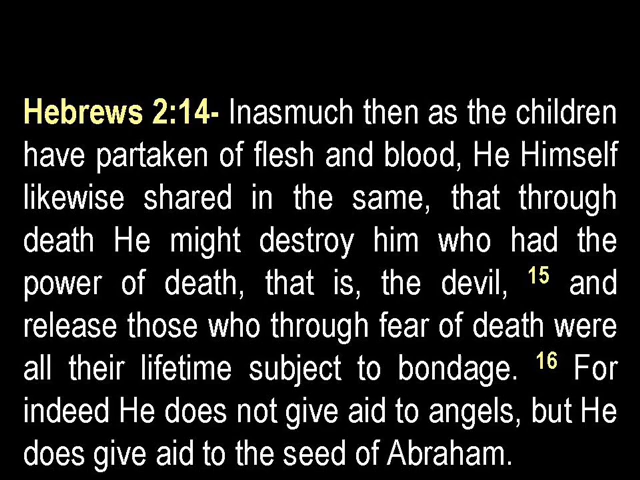 Hebrews 2:14- Inasmuch then as the children
have partaken of flesh and blood, He Himself
likewise shared in the same, that through
death He might destroy him who had the
power of death, that is, the devil, 15 and
release those who through fear of death were
all their lifetime subject to bondage. 16 For
indeed He does not give aid to angels, but He
does give aid to the seed of Abraham.